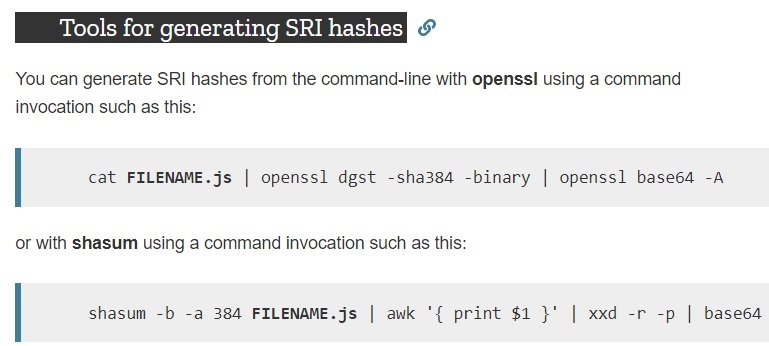 Tools for generating SRI hashes
You can generate SRI hashes from the command-line with openssl using a command
invocation such as this:
cat FILENAME.js | openssl dgst -sha384 -binary | openssl base64 -A
or with shasum using a command invocation such as this:
shasum -b -a 384 FILENAME.js | awk '{ print $1 }' | xxd -r -p | base64